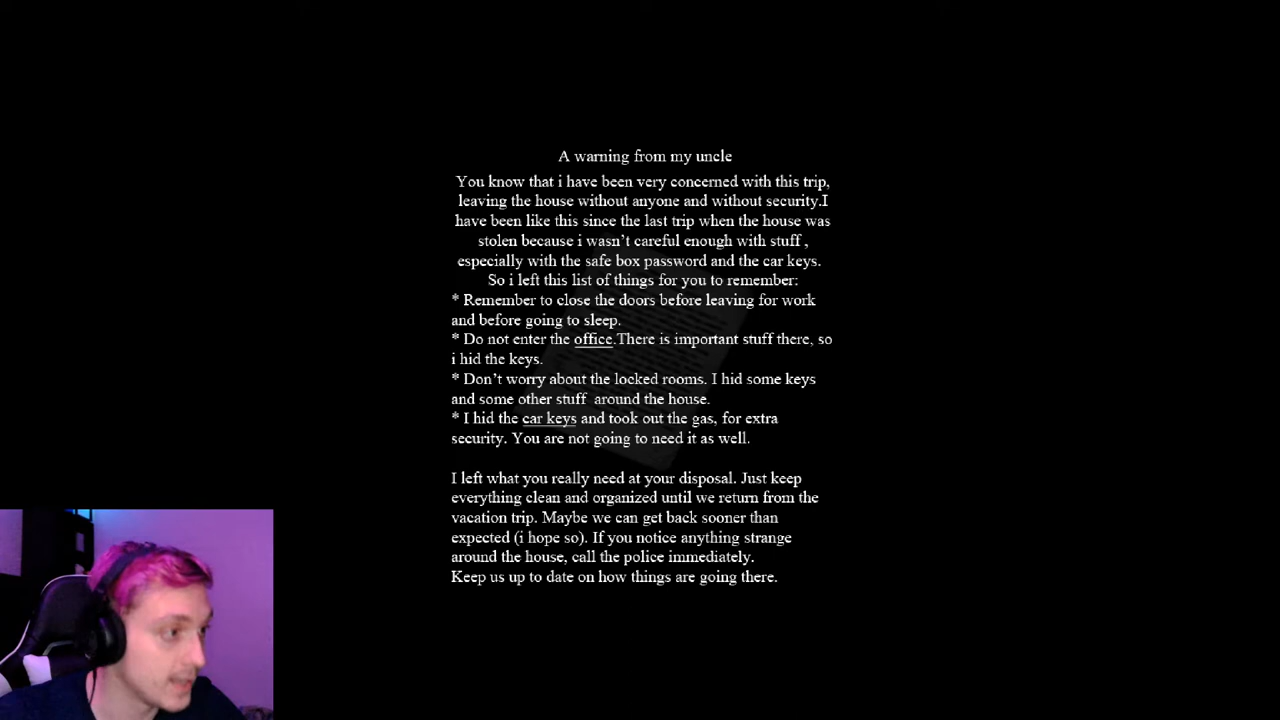 A warning from my uncle
You know that i have been very concerned with this trip,
leaving the house without anyone and without security.I
have been like this since the last trip when the house was
stolen because i wasn't careful enough with stuff ,
especially with the safe box password and the car keys.
So i left this list of things for you to remember:
* Remember to close the doors before leaving for work
and before going to sleep.
* Do not enter the office.There is important stuff there, so
i hid the keys.
* Don't worry about the locked rooms. I hid some keys
and some other stuff  around the house.
* I hid the car keys and took out the gas, for extra
security. You are not going to need it as well.
I left what you really need at your disposal. Just keep
everything clean and organized until we return from the
vacation trip. Maybe we can get back sooner than
expected (i hope so). If you notice anything strange
around the house, call the police immediately.
Keep us up to date on how things are going there.